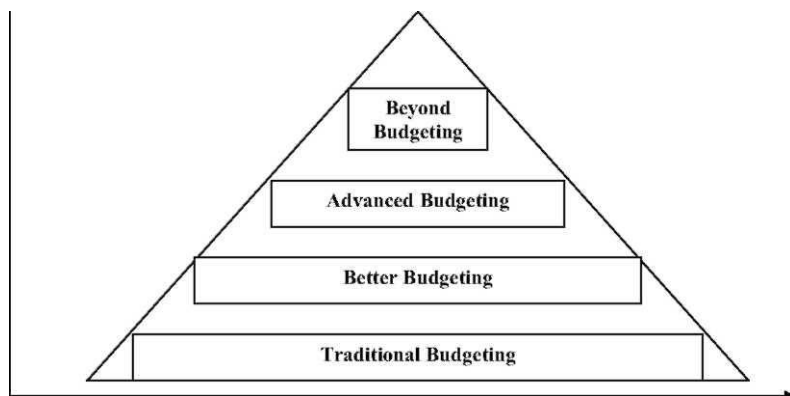 Beyond
Budgeting
Advanced Budgeting
Better Budgeting
Traditional Budgeting